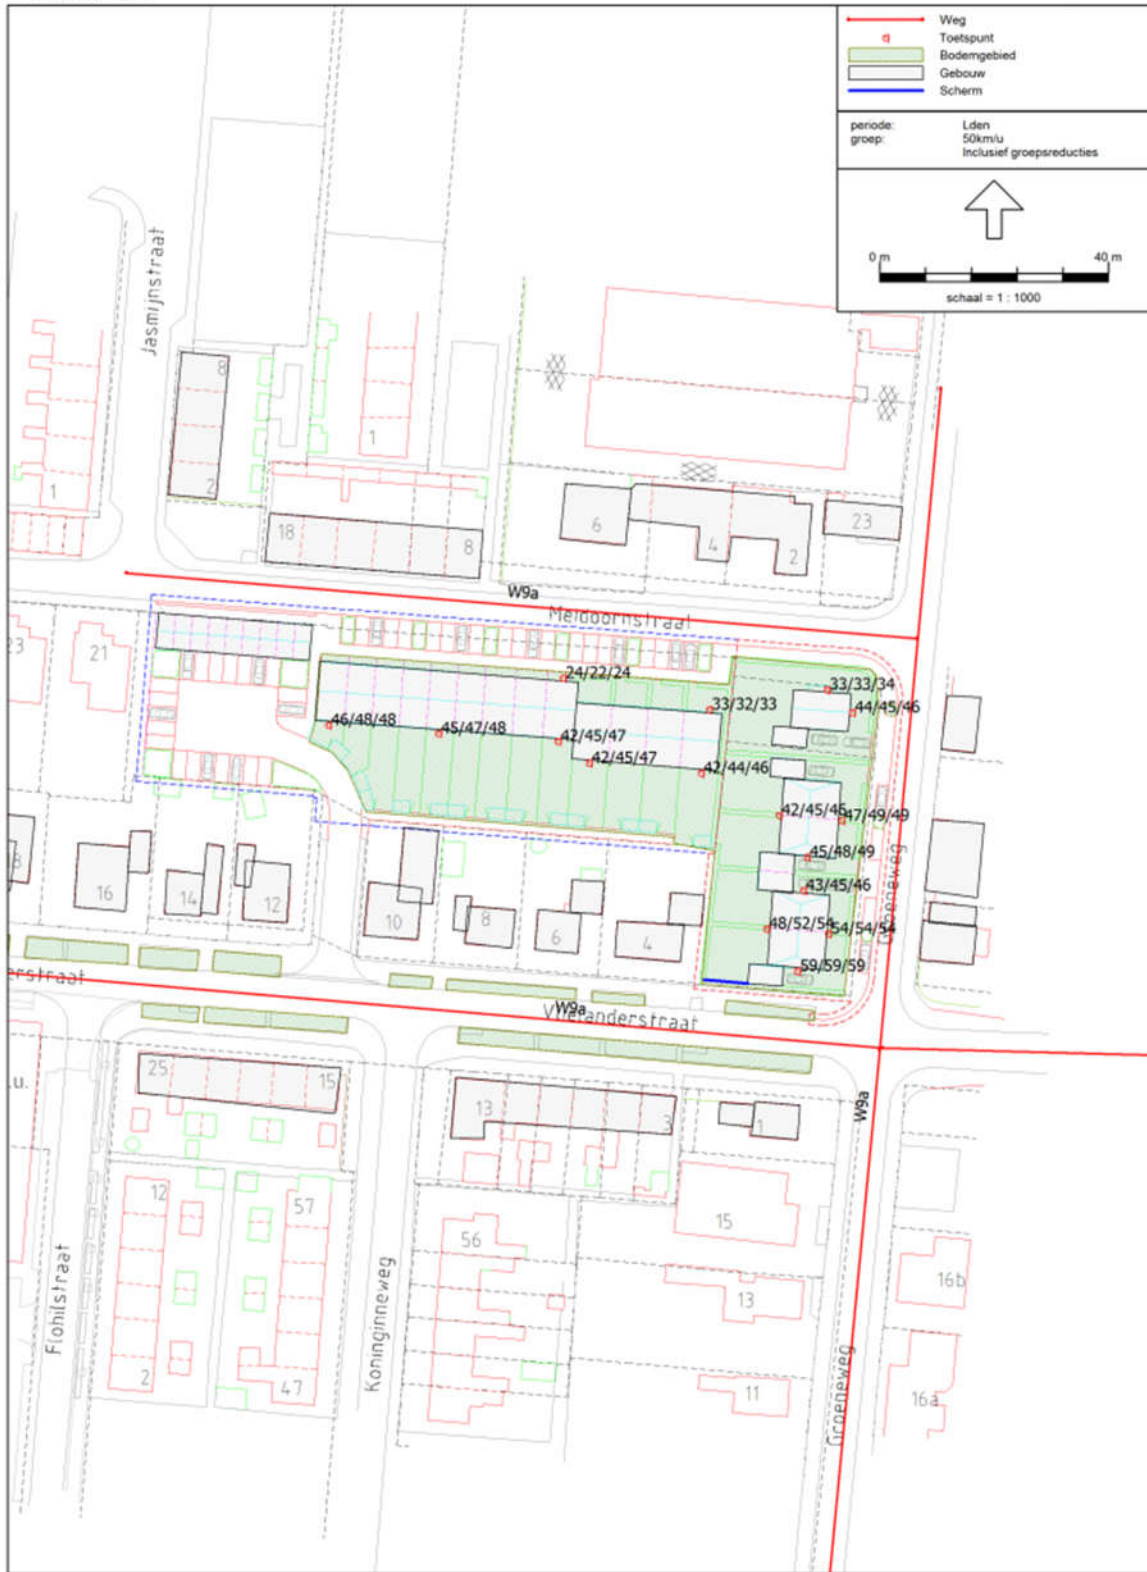 Weg
Toetspunt
Bodemgebied
Gebouw
Scherm
periode: Lden
groep: 50km/u
Inclusief groepsreducties
0 m 40 m
schaal = 1 : 1000
Jasmijnstraat
8
1
1
2
18
8
6
4
2
23
W9a
Meidoornstraat
23
21
24/22/24
33/33/34
33/32/33
44/45/46
46/48/48
45/47/48
42/45/47
42/45/47
42/44/46
42/45/46
47/49/49
45/48/49
43/45/46
48/52/54
54/54/54
59/59/59
Groeneweg
8
16
14
12
10
8
6
4
erstraat
W9a
Vlietanderstraat
25
15
.u.
13
3
1
W9a
12
57
56
15
16b
13
Flohilstraat
Koninginneweg
2
47
11
Groeneweg
16a